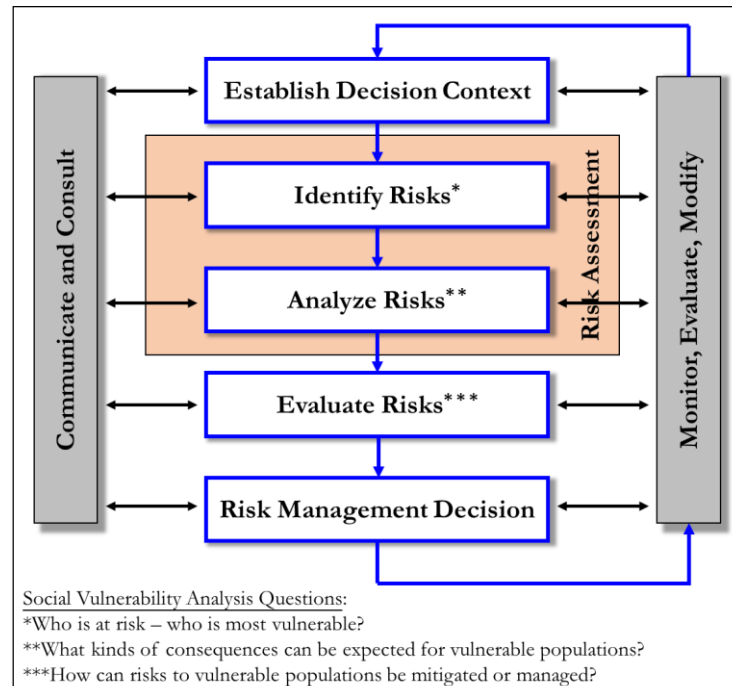 Establish Decision Context
Communicate and Consult
Identify Risks*
Risk Assessment
Monitor, Evaluate, Modify
Analyze Risks**
Evaluate Risks***
Risk Management Decision
Social Vulnerability Analysis Questions:
*Who is at risk – who is most vulnerable?
**What kinds of consequences can be expected for vulnerable populations?
***How can risks to vulnerable populations be mitigated or managed?